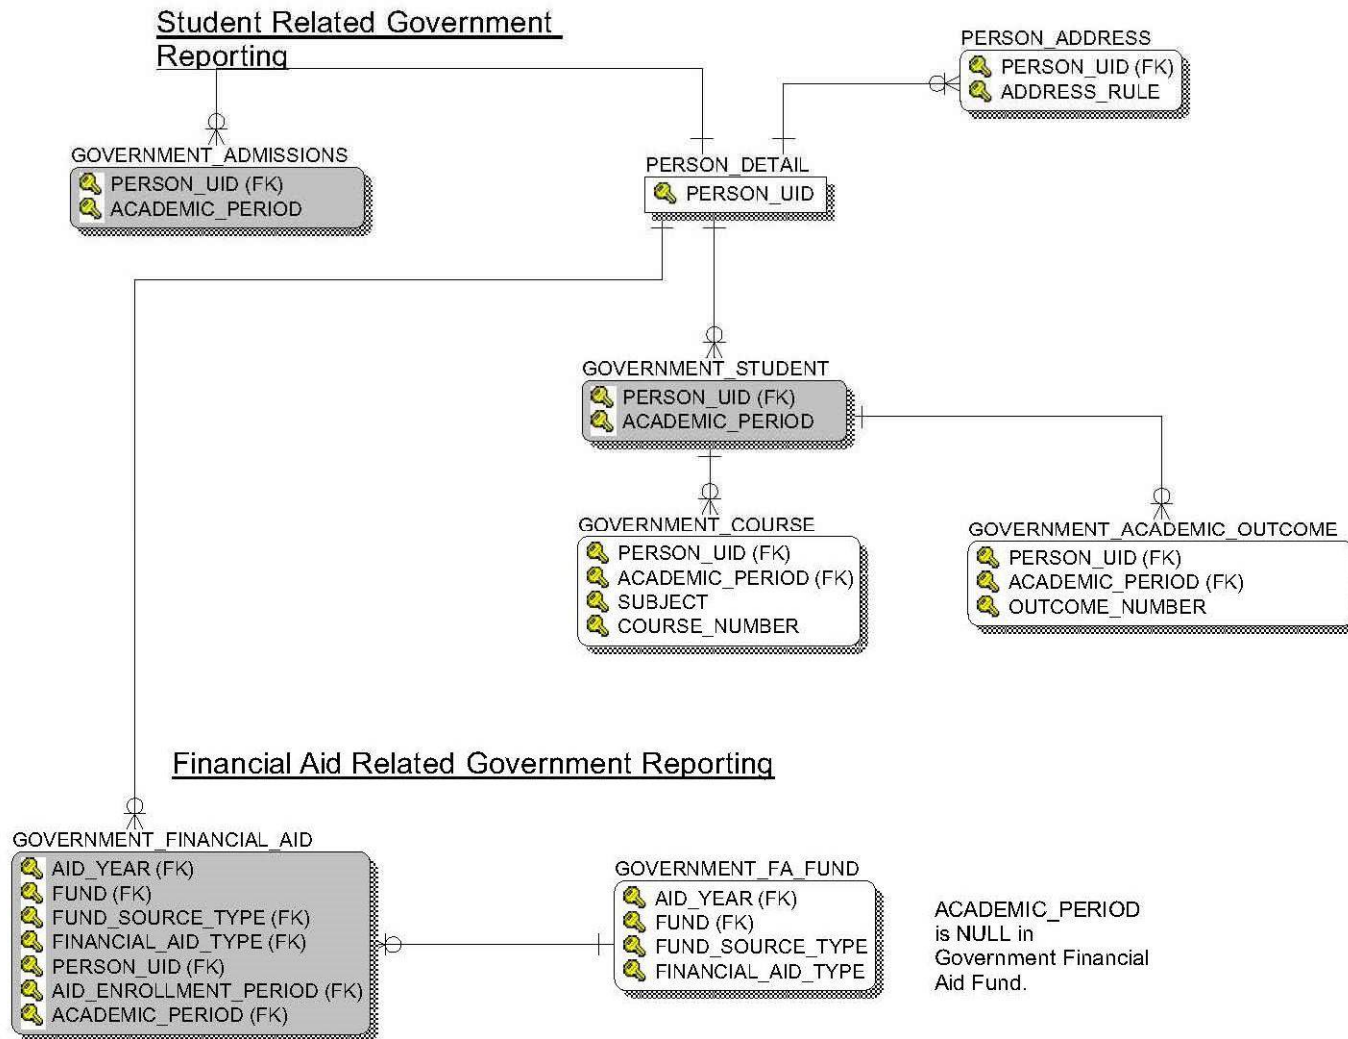 Student Related Government
Reporting
PERSON_ADDRESS
PERSON_UID (FK)
ADDRESS_RULE
GOVERNMENT_ADMISSIONS
PERSON_UID (FK)
ACADEMIC_PERIOD
PERSON_DETAIL
PERSON_UID
GOVERNMENT_STUDENT
PERSON_UID (FK)
ACADEMIC_PERIOD
GOVERNMENT_COURSE
PERSON_UID (FK)
ACADEMIC_PERIOD (FK)
SUBJECT
COURSE_NUMBER
GOVERNMENT_ACADEMIC_OUTCOME
PERSON_UID (FK)
ACADEMIC_PERIOD (FK)
OUTCOME_NUMBER
Financial Aid Related Government Reporting
GOVERNMENT_FINANCIAL_AID
AID_YEAR (FK)
FUND (FK)
FUND_SOURCE_TYPE (FK)
FINANCIAL_AID_TYPE (FK)
PERSON_UID (FK)
AID_ENROLLMENT_PERIOD (FK)
ACADEMIC_PERIOD (FK)
GOVERNMENT_FA_FUND
AID_YEAR (FK)
FUND (FK)
FUND_SOURCE_TYPE
FINANCIAL_AID_TYPE
ACADEMIC_PERIOD
is NULL in
Government Financial
Aid Fund.